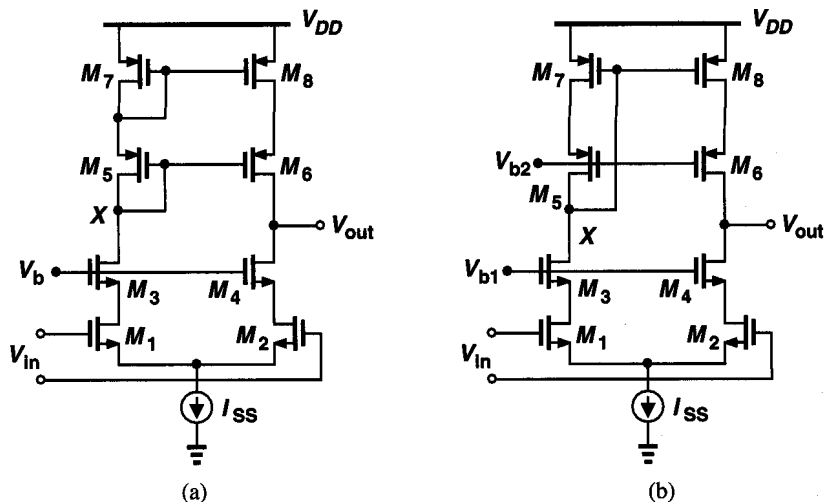 V_DD
M_7
M_8
M_5
M_6
X
V_out
V_b
M_3
M_4
V_in
M_1
M_2
I_SS
(a)
V_DD
M_7
M_8
V_b2
M_6
M_5
X
V_out
V_b1
M_3
M_4
V_in
M_1
M_2
I_SS
(b)